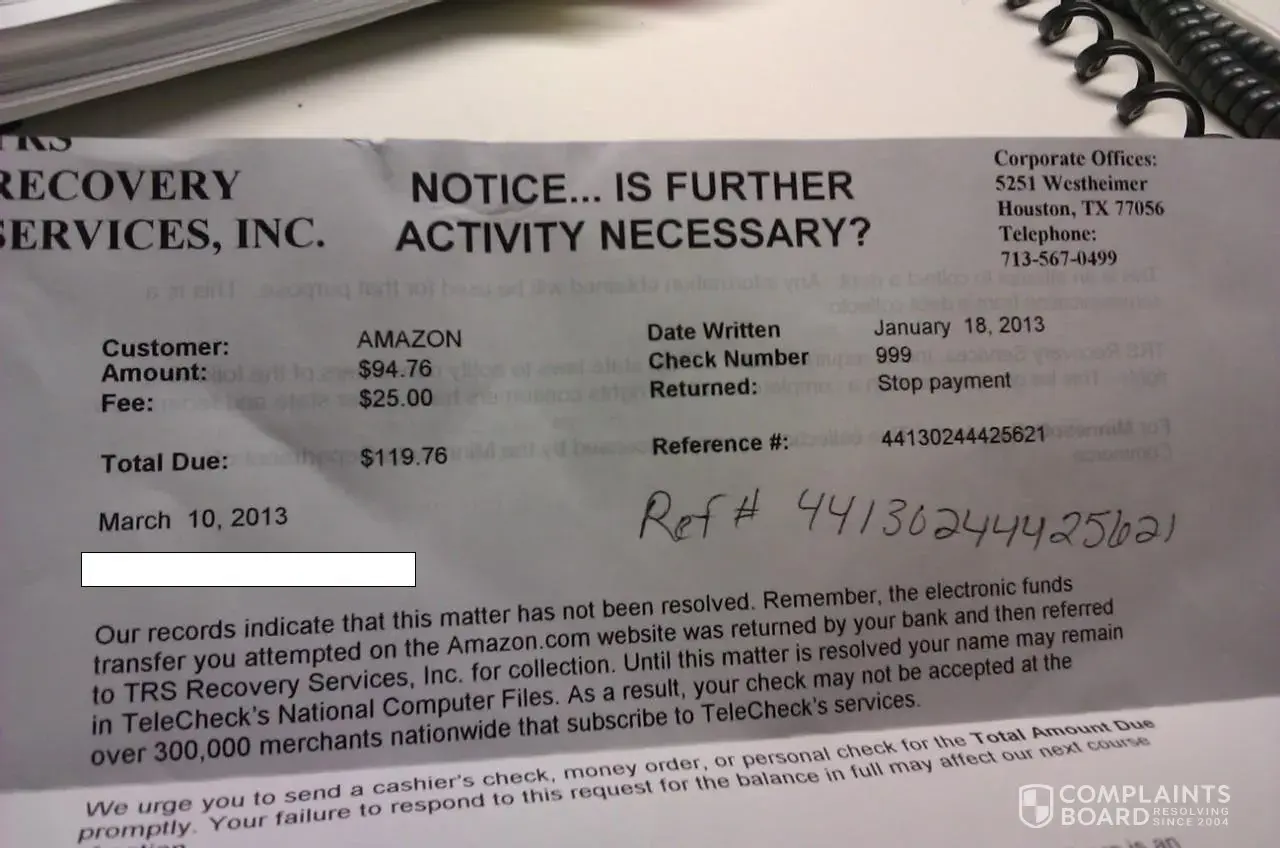 TRS
RECOVERY
SERVICES, INC.
NOTICE... IS FURTHER
ACTIVITY NECESSARY?
Corporate Offices:
5251 Westheimer
Houston, TX 77056
Telephone:
713-567-0499
Customer: AMAZON
Amount: $94.76
Fee: $25.00
Total Due: $119.76
Date Written January 18, 2013
Check Number 999
Returned: Stop payment
Reference #: 44130244425621
March 10, 2013
Ref # 44130244425621
Our records indicate that this matter has not been resolved. Remember, the electronic funds
transfer you attempted on the Amazon.com website was returned by your bank and then referred
to TRS Recovery Services, Inc. for collection. Until this matter is resolved your name may remain
in TeleCheck's National Computer Files. As a result, your check may not be accepted at the
over 300,000 merchants nationwide that subscribe to TeleCheck's services.
We urge you to send a cashier's check, money order, or personal check for the Total Amount Due
promptly. Your failure to respond to this request for the balance in full may affect our next course
COMPLAINTS
BOARD RESOLVING
SINCE 2004